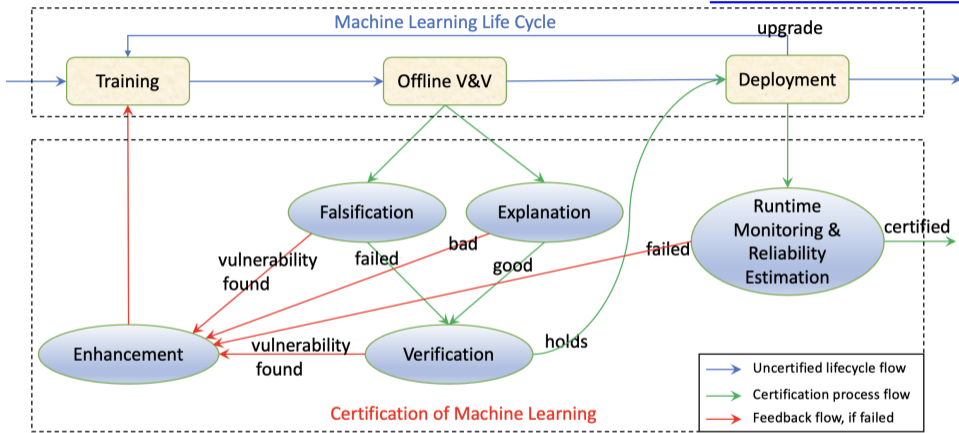 Machine Learning Life Cycle
upgrade
Training
Offline V&V
Deployment
Falsification
Explanation
Runtime
Monitoring &
Reliability
Estimation
certified
vulnerability
found
failed
bad
good
failed
Enhancement
vulnerability
found
Verification
holds
Certification of Machine Learning
Uncertified lifecycle flow
Certification process flow
Feedback flow, if failed